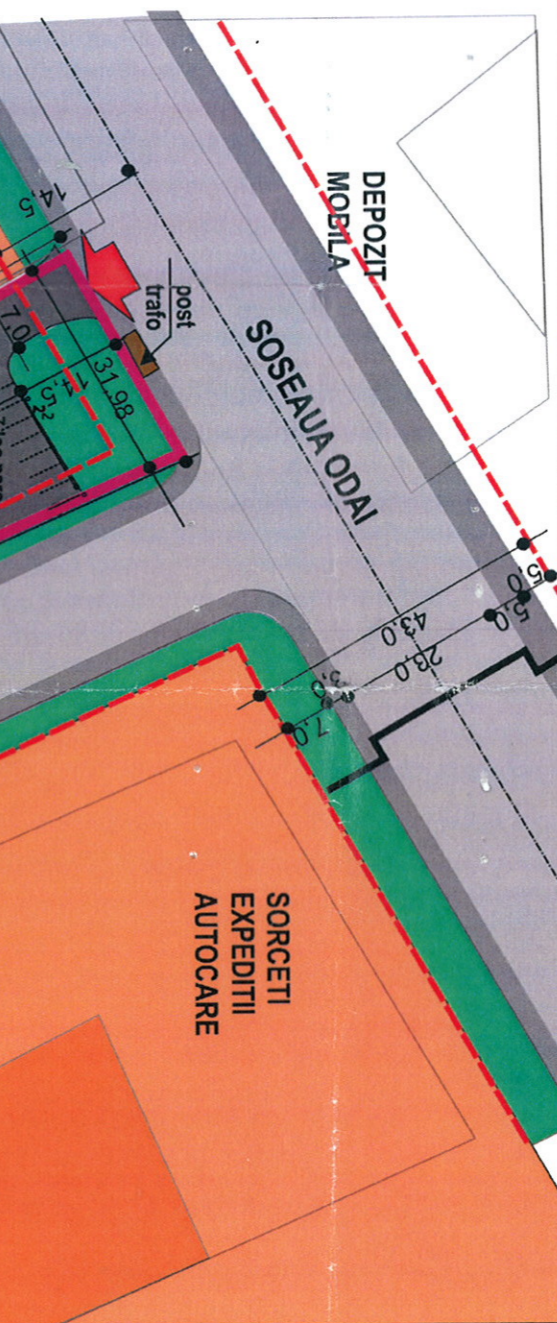 DEPOZIT
MOBILA
SOSEAUA ODAI
post
trafo
14,5
7,0
14,5
31.98
5,0
5,0
43.0
28,0
7,0
SORCETI
EXPEDITII
AUTOCARE